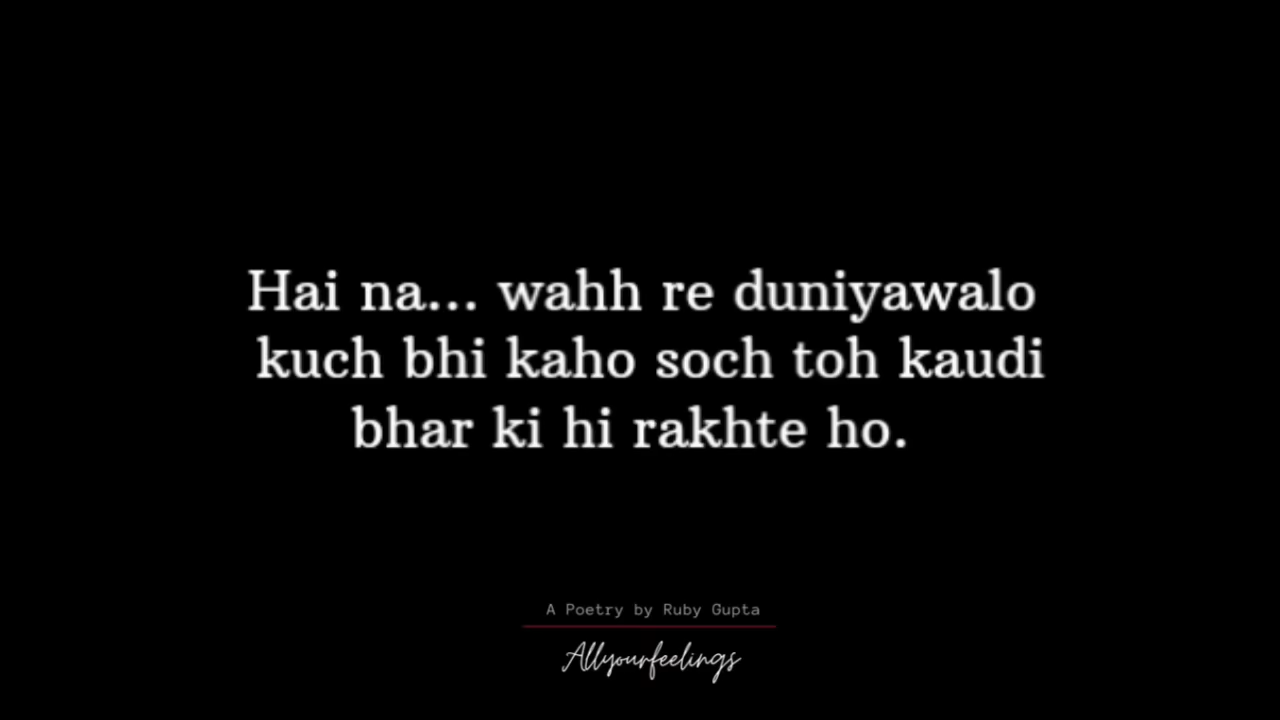 Hai na... wahh re duniyawalo
kuch bhi kaho soch toh kaudi
bhar ki hi rakhte ho.
A Poetry by Ruby Gupta
Allyourfeelings